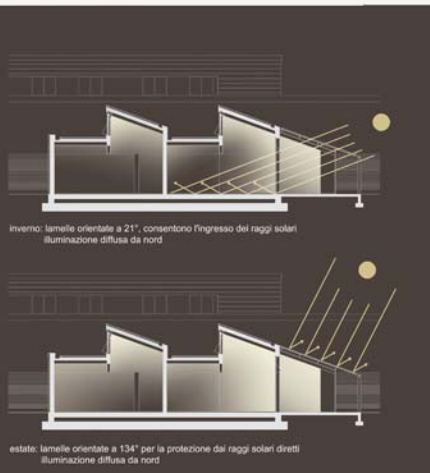 inverno: lamelle orientate a 21°, consentono l'ingresso dei raggi solari
illuminazione diffusa da nord
estate: lamelle orientate a 134° per la protezione dai raggi solari diretti
illuminazione diffusa da nord